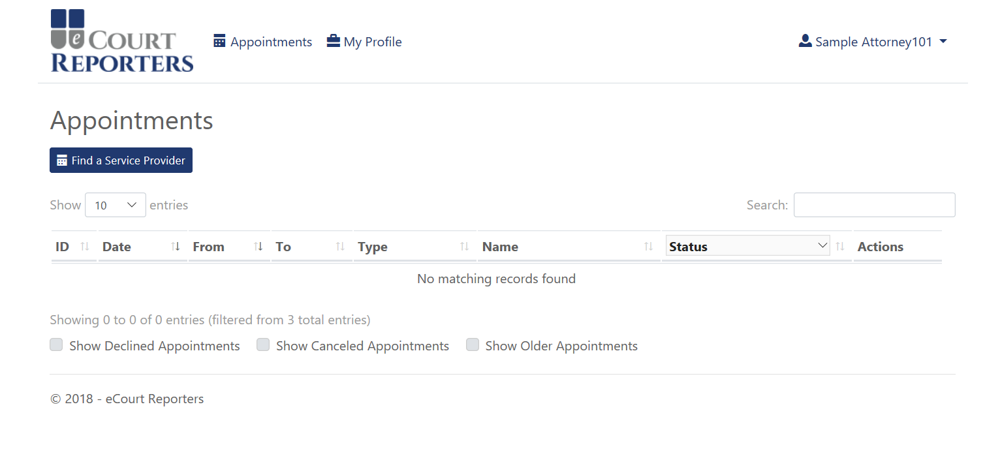 e COURT
REPORTERS
Appointments My Profile Sample Attorney101
Appointments
Find a Service Provider
Show 10 entries Search:
ID Date From To Type Name Status Actions
No matching records found
Showing 0 to 0 of 0 entries (filtered from 3 total entries)
Show Declined Appointments Show Canceled Appointments Show Older Appointments
© 2018 - eCourt Reporters